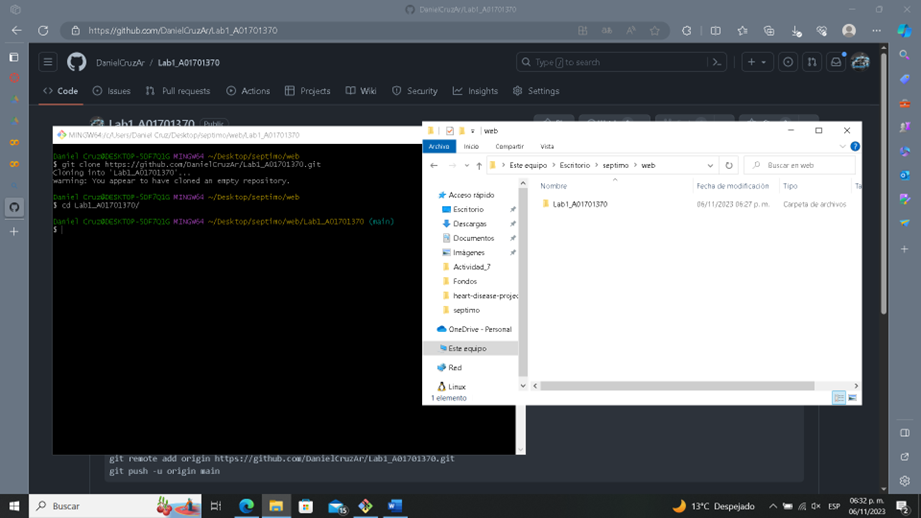 DanielCruzAr/Lab1_A01701370
https://github.com/DanielCruzAr/Lab1_A01701370
DanielCruzAr / Lab1_A01701370
Type / to search
Code Issues Pull requests Actions Projects Wiki Security Insights Settings
Lab1_A01701370 Public
MINGW64:/c/Users/Daniel Cruz/Desktop/septimo/web/Lab1_A01701370
Daniel Cruz@DESKTOP-SDF7Q1G MINGW64 ~/Desktop/septimo/web
$ git clone https://github.com/DanielCruzAr/Lab1_A01701370.git
Cloning into 'Lab1_A01701370'...
warning: You appear to have cloned an empty repository.
Daniel Cruz@DESKTOP-SDF7Q1G MINGW64 ~/Desktop/septimo/web
$ cd Lab1_A01701370/
Daniel Cruz@DESKTOP-SDF7Q1G MINGW64 ~/Desktop/septimo/web/Lab1_A01701370 (main)
$
web
Archivo Inicio Compartir Vista
Este equipo > Escritorio > septimo > web
Buscar en web
Nombre Fecha de modificación Tipo Ta
Lab1_A01701370 06/11/2023 06:27 p. m. Carpeta de archivos
Acceso rápido
Escritorio
Descargas
Documentos
Imágenes
Actividad_7
Fondos
heart-disease-projec
septimo
OneDrive - Personal
Este equipo
Red
Linux
1 elemento
git remote add origin https://github.com/DanielCruzAr/Lab1_A01701370.git
git push -u origin main
Buscar
15
13°C Despejado
ESP
06:32 p. m.
06/11/2023
2